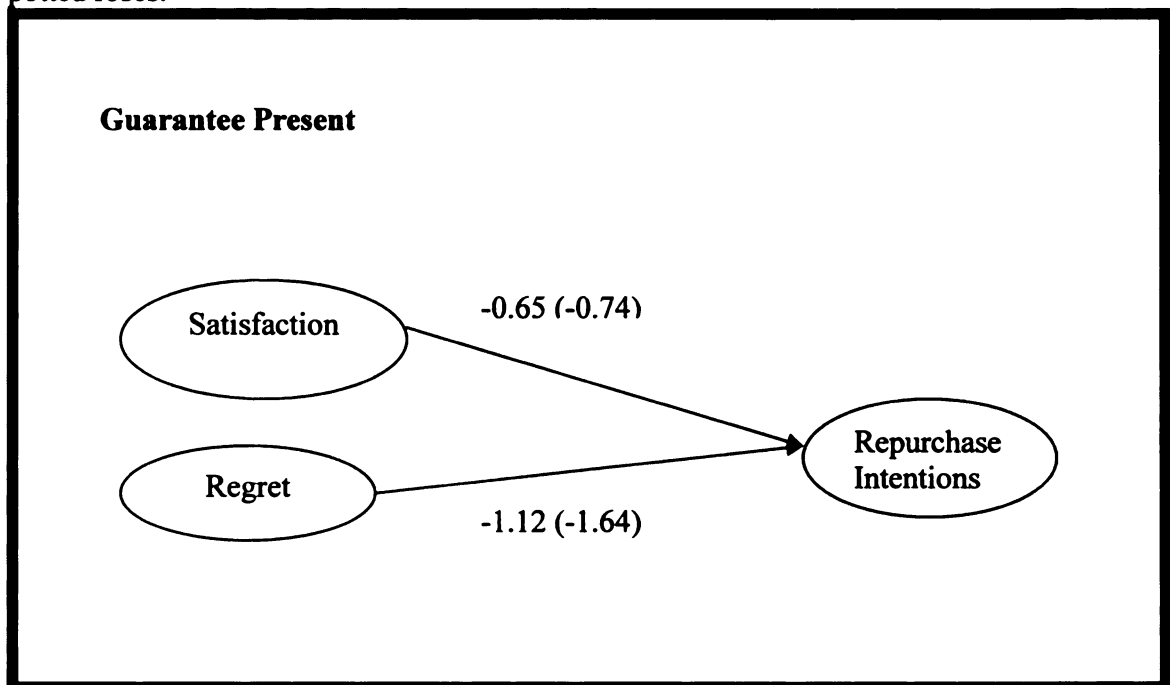 Guarantee Present
Satisfaction
-0.65 (-0.74)
Repurchase
Intentions
Regret
-1.12 (-1.64)